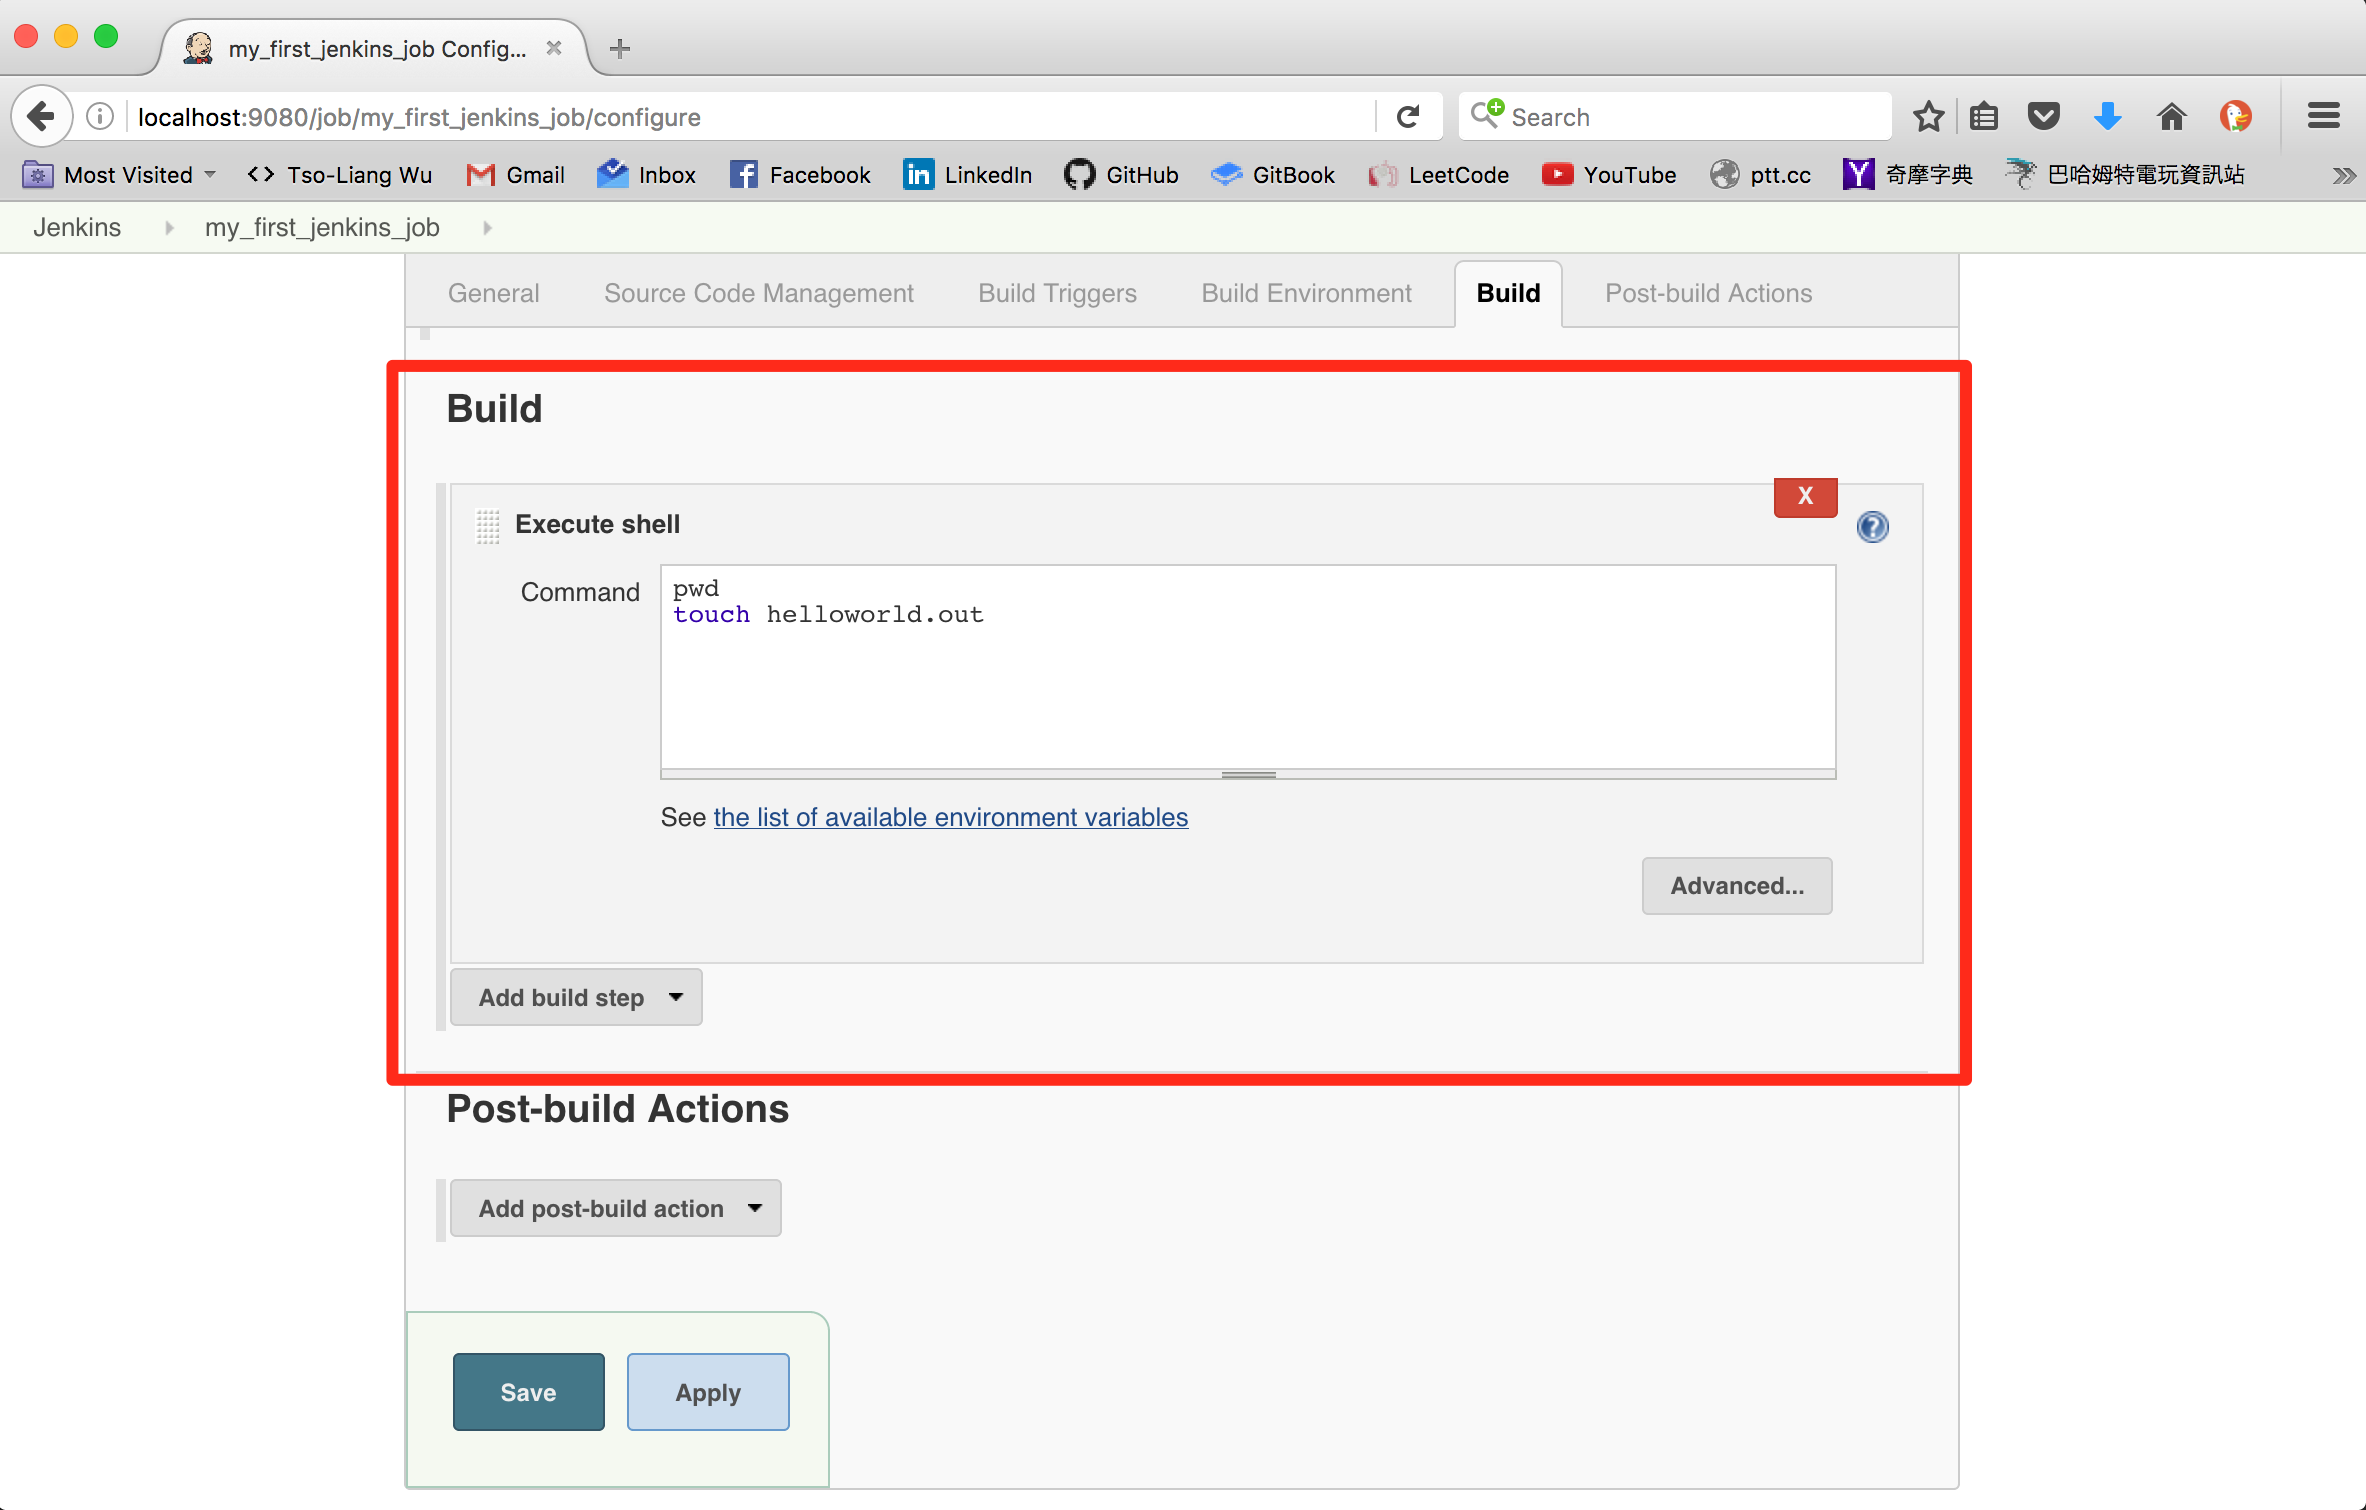 my_first_jenkins_job Config...
localhost:9080/job/my_first_jenkins_job/configure
Search
Most Visited Tso-Liang Wu Gmail Inbox Facebook LinkedIn GitHub GitBook LeetCode YouTube ptt.cc 奇摩字典 巴哈姆特電玩資訊站
Jenkins my_first_jenkins_job
General Source Code Management Build Triggers Build Environment Build Post-build Actions
Build
X
Execute shell
Command
pwd
touch helloworld.out
See the list of available environment variables
Advanced...
Add build step
Post-build Actions
Add post-build action
Save Apply